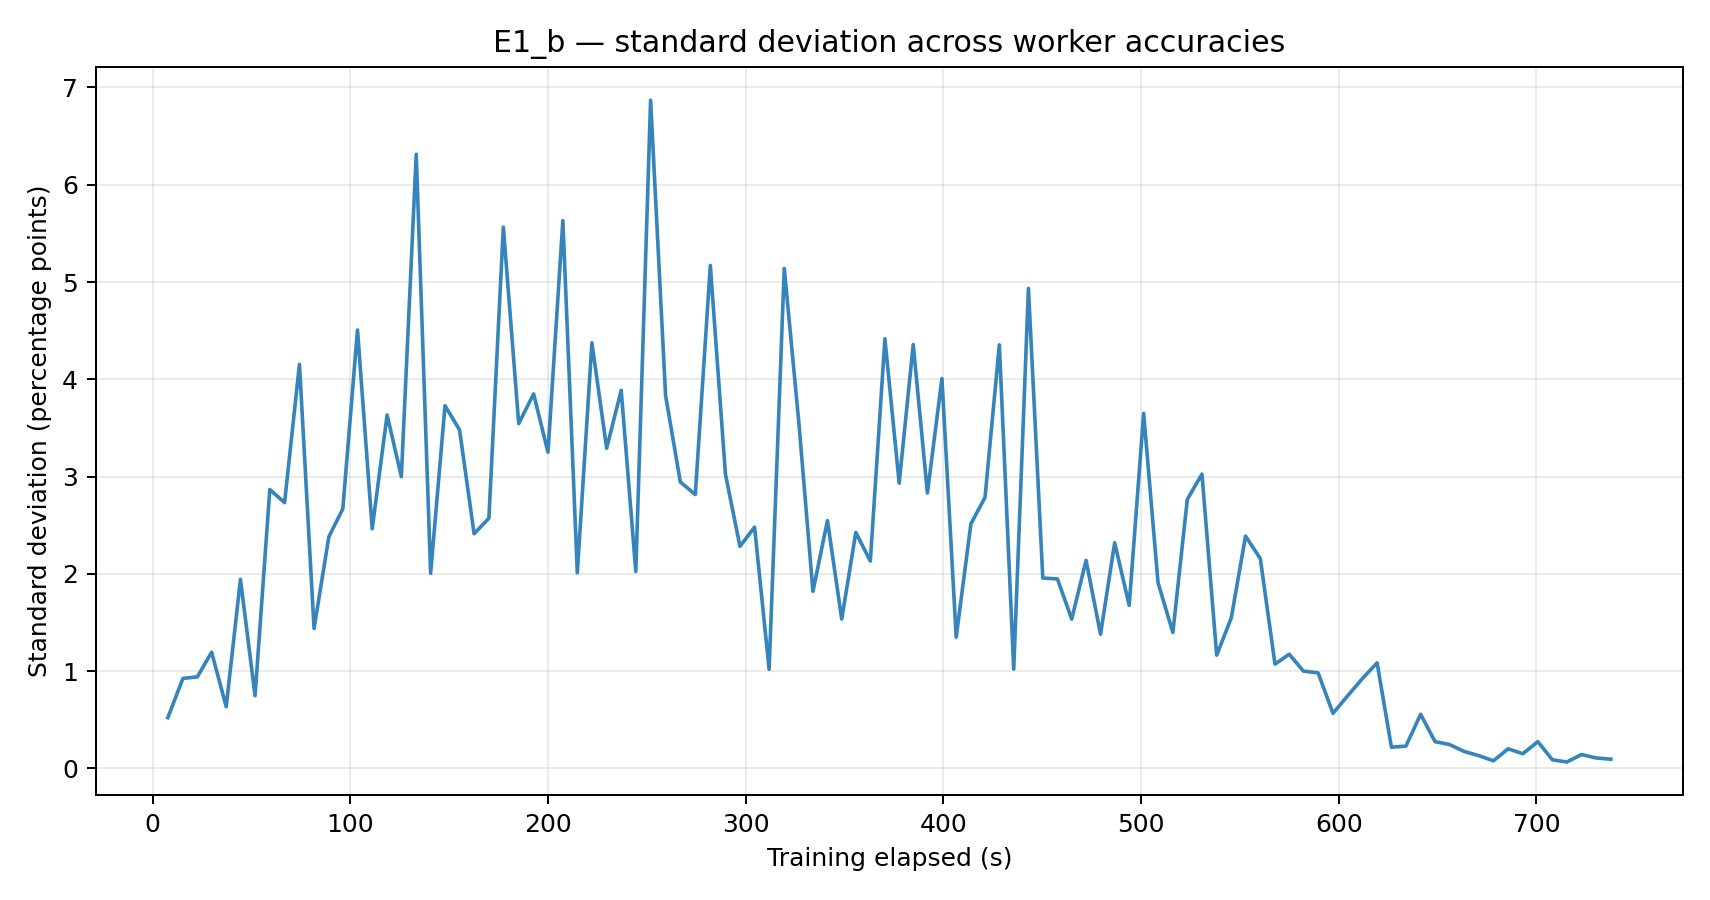 E1_b — standard deviation across worker accuracies
Standard deviation (percentage points)
7
6
5
4
3
2
1
0
0 100 200 300 400 500 600 700
Training elapsed (s)